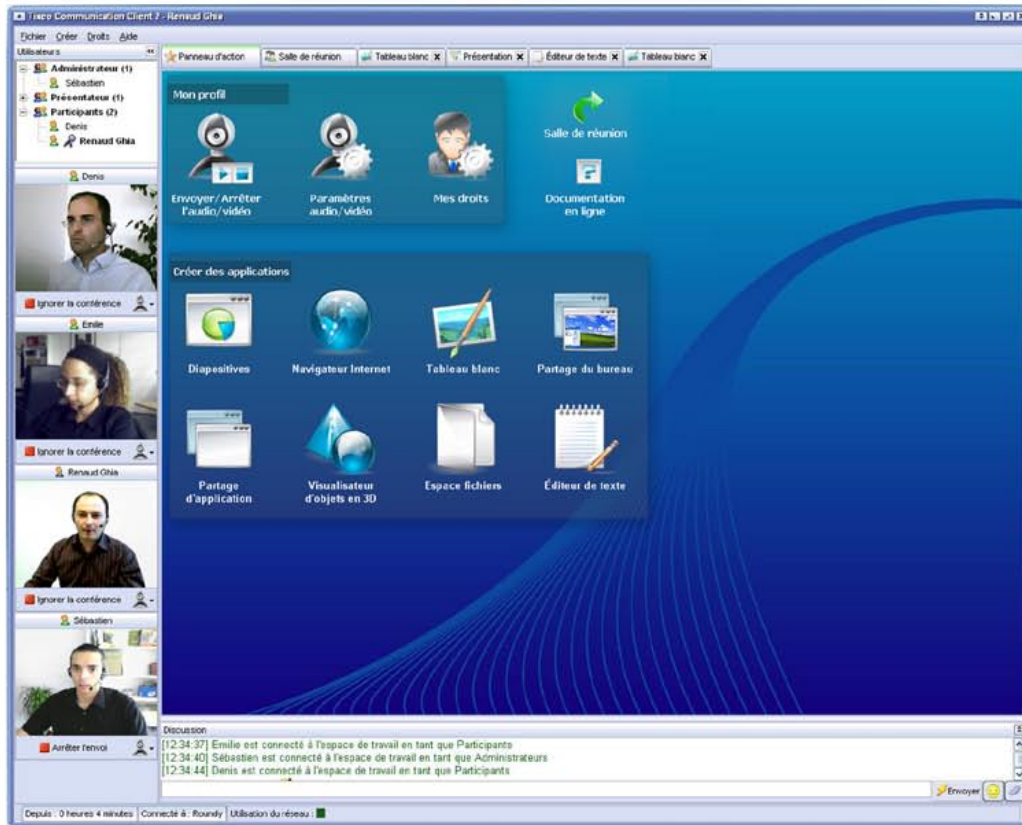 Tixeo Communication Client 2 - Renaud Ghia
Fichier Créer Droits Aide
Utilisateurs
Administrateur (1)
Sébastien
Présentateur (1)
Participants (2)
Denis
Renaud Ghia
Denis
Ignorer la conférence
Emilie
Ignorer la conférence
Renaud Ghia
Ignorer la conférence
Sébastien
Arrêter l'envoi
Panneau d'action Salle de réunion Tableau blanc Présentation Éditeur de texte Tableau blanc
Mon profil
Envoyer/Arrêter
l'audio/vidéo
Paramètres
audio/vidéo
Mes droits
Salle de réunion
Documentation
en ligne
Créer des applications
Diapositives
Navigateur Internet
Tableau blanc
Partage du bureau
Partage
d'application
Visualisateur
d'objets en 3D
Espace fichiers
Éditeur de texte
Discussion
[12:34:37] Emilie est connecté à l'espace de travail en tant que Participants
[12:34:40] Sébastien est connecté à l'espace de travail en tant que Administrateurs
[12:34:44] Denis est connecté à l'espace de travail en tant que Participants
Envoyer
Depuis : 0 heures 4 minutes Connecté à : Roundy Utilisation du réseau :